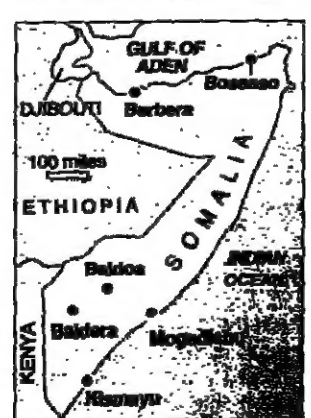 GULF OF
ADEN
Bosasso
DJIBOUTI
Berbera
100 miles
ETHIOPIA
SOMALIA
INDIAN
OCEAN
Baidoa
Baidera
Mogadishu
KENYA
Kismayu